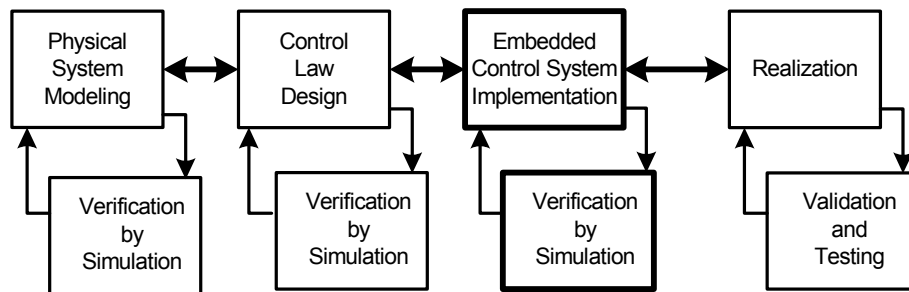 Physical
System
Modeling
Control
Law
Design
Embedded
Control System
Implementation
Realization
Verification
by
Simulation
Verification
by
Simulation
Verification
by
Simulation
Validation
and
Testing